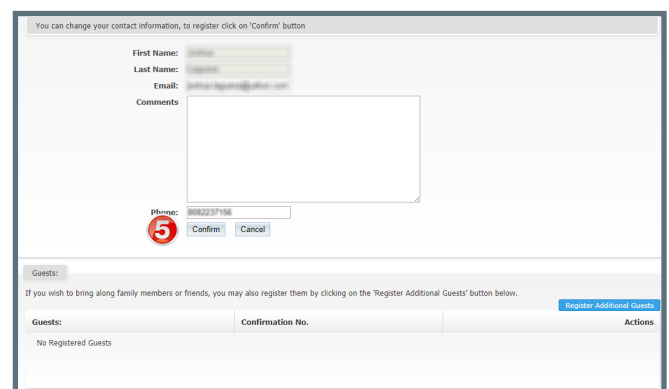 You can change your contact information, to register click on 'Confirm' button
First Name:
Last Name:
Email:
Comments
Phone:
5
Confirm Cancel
Guests:
If you wish to bring along family members or friends, you may also register them by clicking on the 'Register Additional Guests' button below.
Register Additional Guests
Guests: Confirmation No. Actions
No Registered Guests